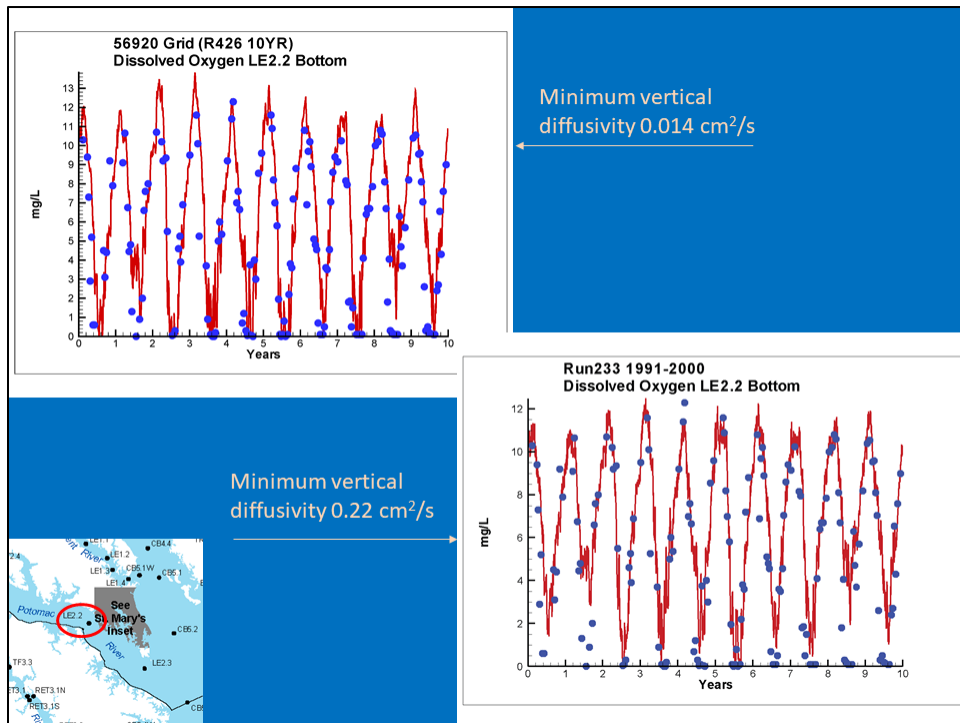 56920 Grid (R426 10YR)
Dissolved Oxygen LE2.2 Bottom
13
12
11
10
9
8
7
6
5
4
3
2
1
0
mg/L
0 1 2 3 4 5 6 7 8 9 10
Years
Minimum vertical
diffusivity 0.014 cm²/s
Minimum vertical
diffusivity 0.22 cm²/s
Run233 1991-2000
Dissolved Oxygen LE2.2 Bottom
12
10
8
6
4
2
0
mg/L
0 1 2 3 4 5 6 7 8 9 10
Years
LE1.1
CB4.4
2.4
River
LE1.2
LE1.3
CB5.1W
CB5.1
LE1.4
See
St. Mary's
Inset
Potomac
LE2.2
CB5.2
River
LE2.3
TF3.3
RET3.1
RET3.1N
RET3.1S